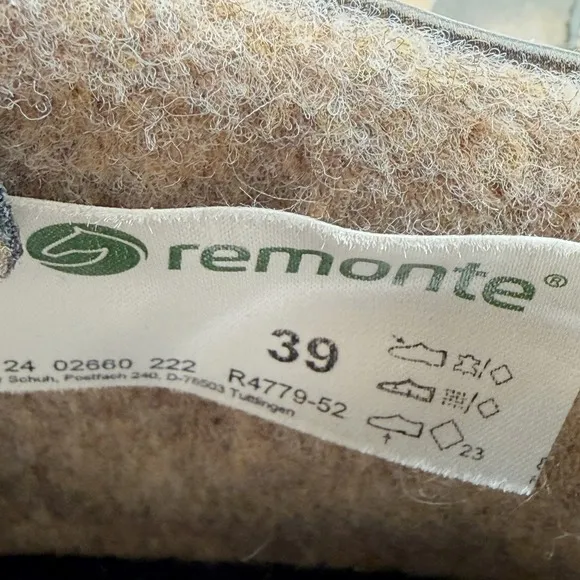 remonte®
39
24 02660 222
R4779-52
Schuh, Postfach 240, D-78503 Tuttlingen
23